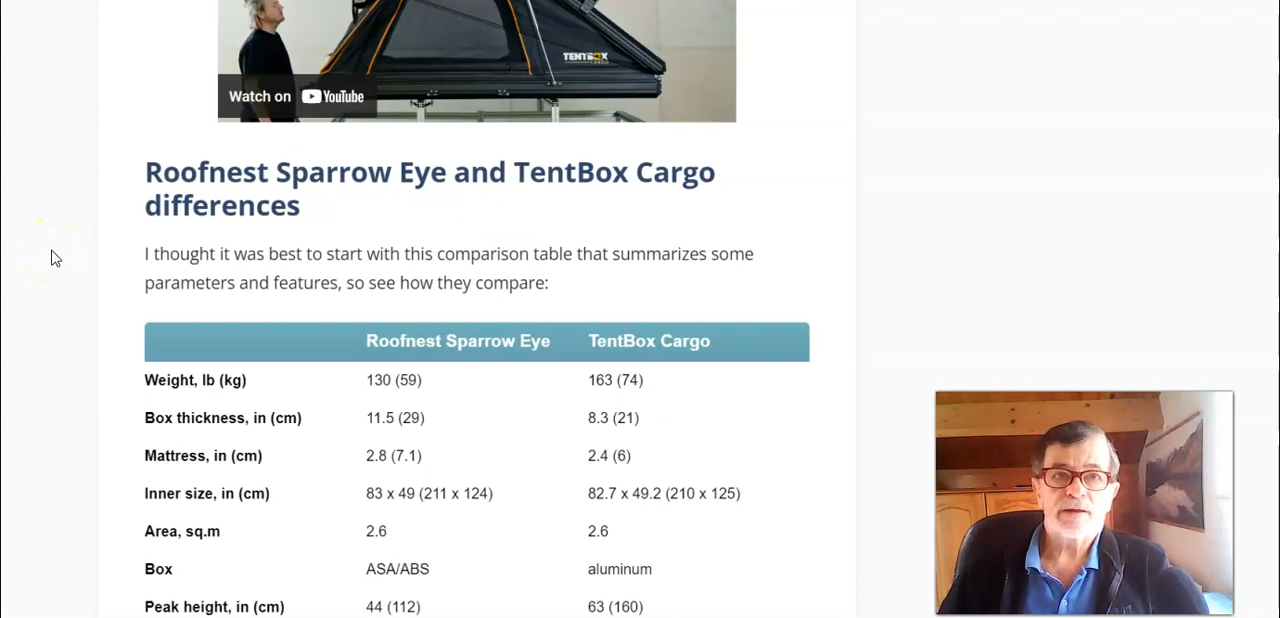 TENTBOX
CARGO
Watch on YouTube
Roofnest Sparrow Eye and TentBox Cargo
differences
I thought it was best to start with this comparison table that summarizes some
parameters and features, so see how they compare:
Roofnest Sparrow Eye TentBox Cargo
Weight, lb (kg) 130 (59) 163 (74)
Box thickness, in (cm) 11.5 (29) 8.3 (21)
Mattress, in (cm) 2.8 (7.1) 2.4 (6)
Inner size, in (cm) 83 x 49 (211 x 124) 82.7 x 49.2 (210 x 125)
Area, sq.m 2.6 2.6
Box ASA/ABS aluminum
Peak height, in (cm) 44 (112) 63 (160)